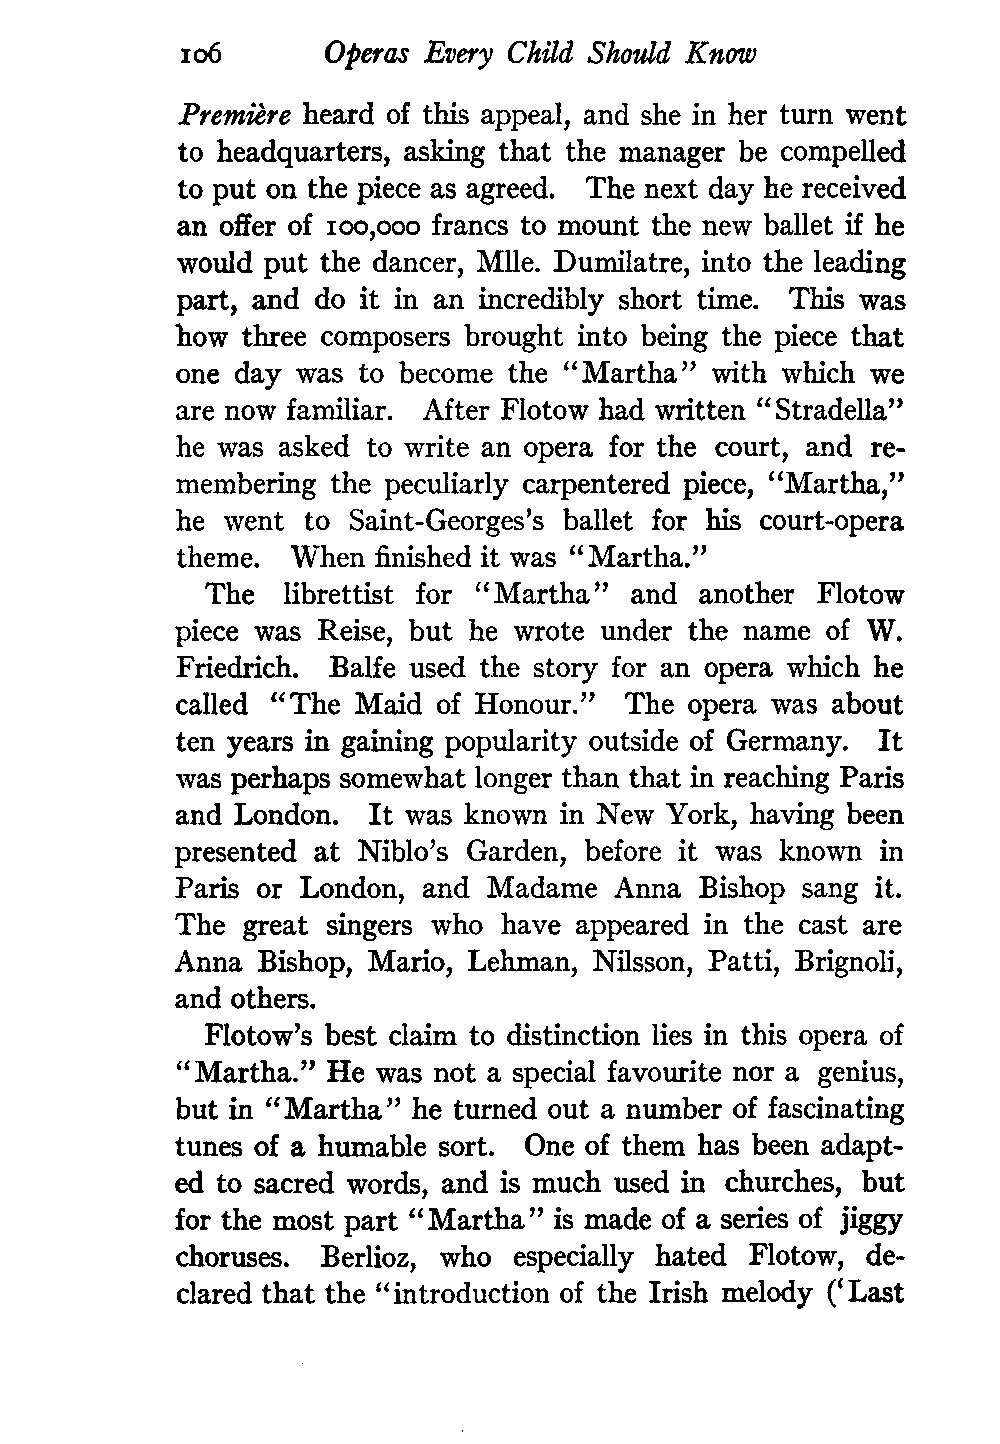 106 Operas Every Child Should Know
Première heard of this appeal, and she in her turn went
to headquarters, asking that the manager be compelled
to put on the piece as agreed. The next day he received
an offer of 100,000 francs to mount the new ballet if he
would put the dancer, Mlle. Dumilatre, into the leading
part, and do it in an incredibly short time. This was
how three composers brought into being the piece that
one day was to become the “Martha” with which we
are now familiar. After Flotow had written “Stradella”
he was asked to write an opera for the court, and re-
membering the peculiarly carpentered piece, “Martha,”
he went to Saint-Georges’s ballet for his court-opera
theme. When finished it was “Martha.”
The librettist for “Martha” and another Flotow
piece was Reise, but he wrote under the name of W.
Friedrich. Balfe used the story for an opera which he
called “The Maid of Honour.” The opera was about
ten years in gaining popularity outside of Germany. It
was perhaps somewhat longer than that in reaching Paris
and London. It was known in New York, having been
presented at Niblo’s Garden, before it was known in
Paris or London, and Madame Anna Bishop sang it.
The great singers who have appeared in the cast are
Anna Bishop, Mario, Lehman, Nilsson, Patti, Brignoli,
and others.
Flotow’s best claim to distinction lies in this opera of
“Martha.” He was not a special favourite nor a genius,
but in “Martha” he turned out a number of fascinating
tunes of a humable sort. One of them has been adapt-
ed to sacred words, and is much used in churches, but
for the most part “Martha” is made of a series of jiggy
choruses. Berlioz, who especially hated Flotow, de-
clared that the “introduction of the Irish melody (‘Last